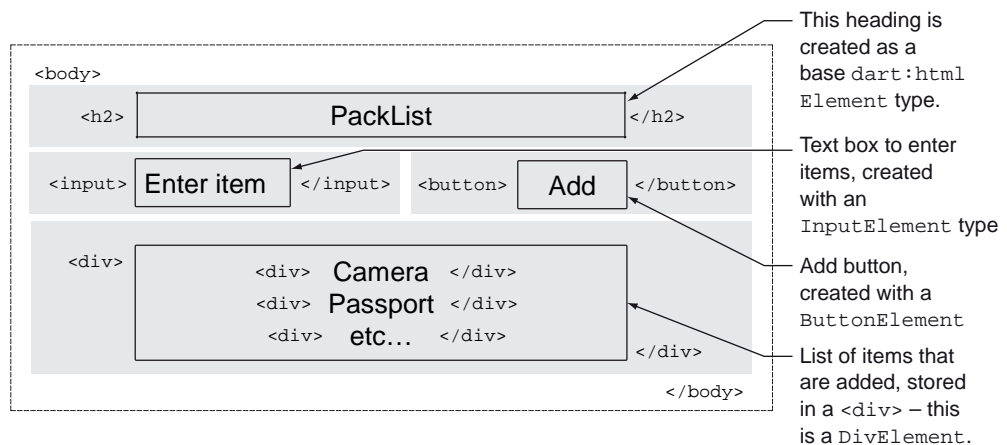 <body>
<h2> PackList </h2>
<input> Enter item </input> <button> Add </button>
<div>
<div> Camera </div>
<div> Passport </div>
<div> etc… </div>
</div>
</body>
This heading is
created as a
base dart:html
Element type.
Text box to enter
items, created
with an
InputElement type
Add button,
created with a
ButtonElement
List of items that
are added, stored
in a <div> – this
is a DivElement.